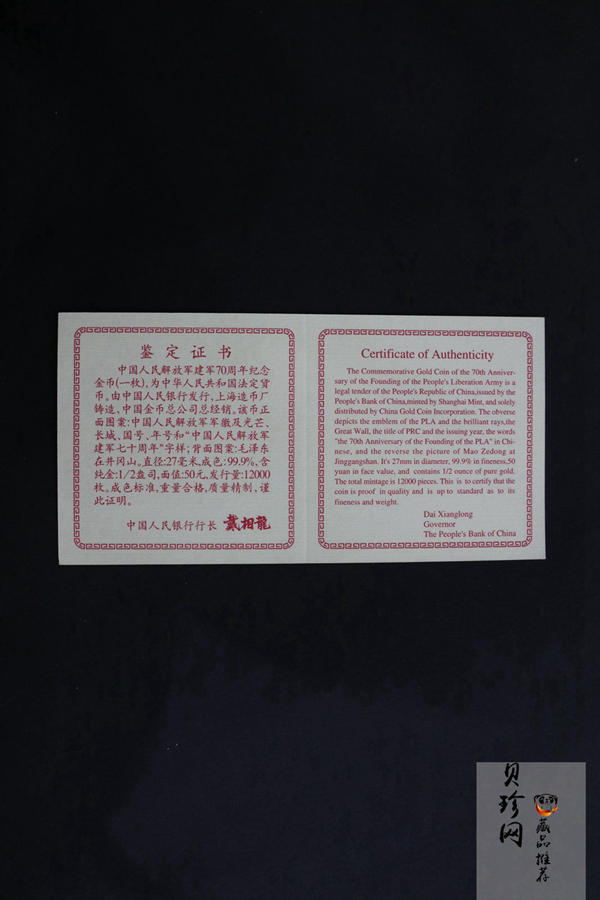 鉴定证书
中国人民解放军建军70周年纪念
金币(一枚),为中华人民共和国法定货
币。由中国人民银行发行,上海造币厂
铸造、中国金币总公司总经销。该币正
面图案:中国人民解放军军徽及光芒、
长城、国号、年号和“中国人民解放军
建军七十周年”字样;背面图案:毛泽东
在井冈山。直径:27毫米,成色:99.9%,含
纯金:1/2盎司,面值:50元,发行量:12000
枚。成色标准,重量合格,质量精制,谨
此证明。
中国人民银行行长 戴相龍
Certificate of Authenticity
The Commemorative Gold Coin of the 70th Anniver-
sary of the Founding of the People's Liberation Army is a
legal tender of the People's Republic of China,issued by the
People's Bank of China,minted by Shanghai Mint, and solely
distributed by China Gold Coin Incorporation. The obverse
depicts the emblem of the PLA and the brilliant rays,the
Great Wall, the title of PRC and the issuing year, the words
"the 70th Anniversary of the Founding of the PLA" in Chi-
nese, and the reverse the picture of Mao Zedong at
Jinggangshan. It's 27mm in diameter, 99.9% in fineness,50
yuan in face value, and contains 1/2 ounce of pure gold.
The total mintage is 12000 pieces. This is to certify that the
coin is proof in quality and is up to standard as to its
fineness and weight.
Dai Xianglong
Governor
The People's Bank of China
贝珍网
藏品推荐